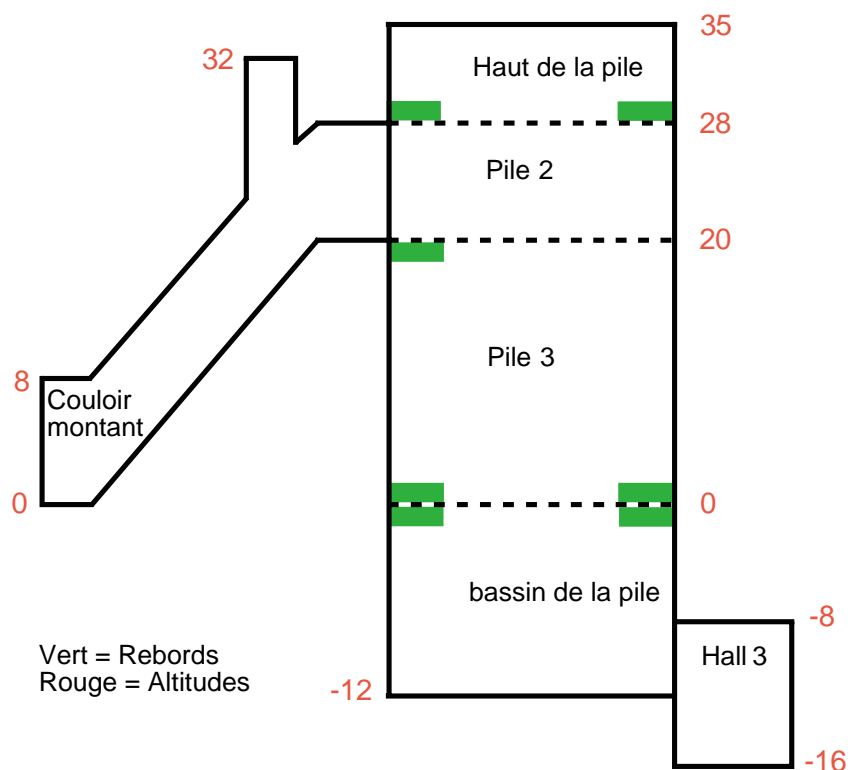 35
32
Haut de la pile
28
Pile 2
20
Pile 3
8
Couloir
montant
0
0
bassin de la pile
-8
Hall 3
Vert = Rebords
Rouge = Altitudes
-12
-16